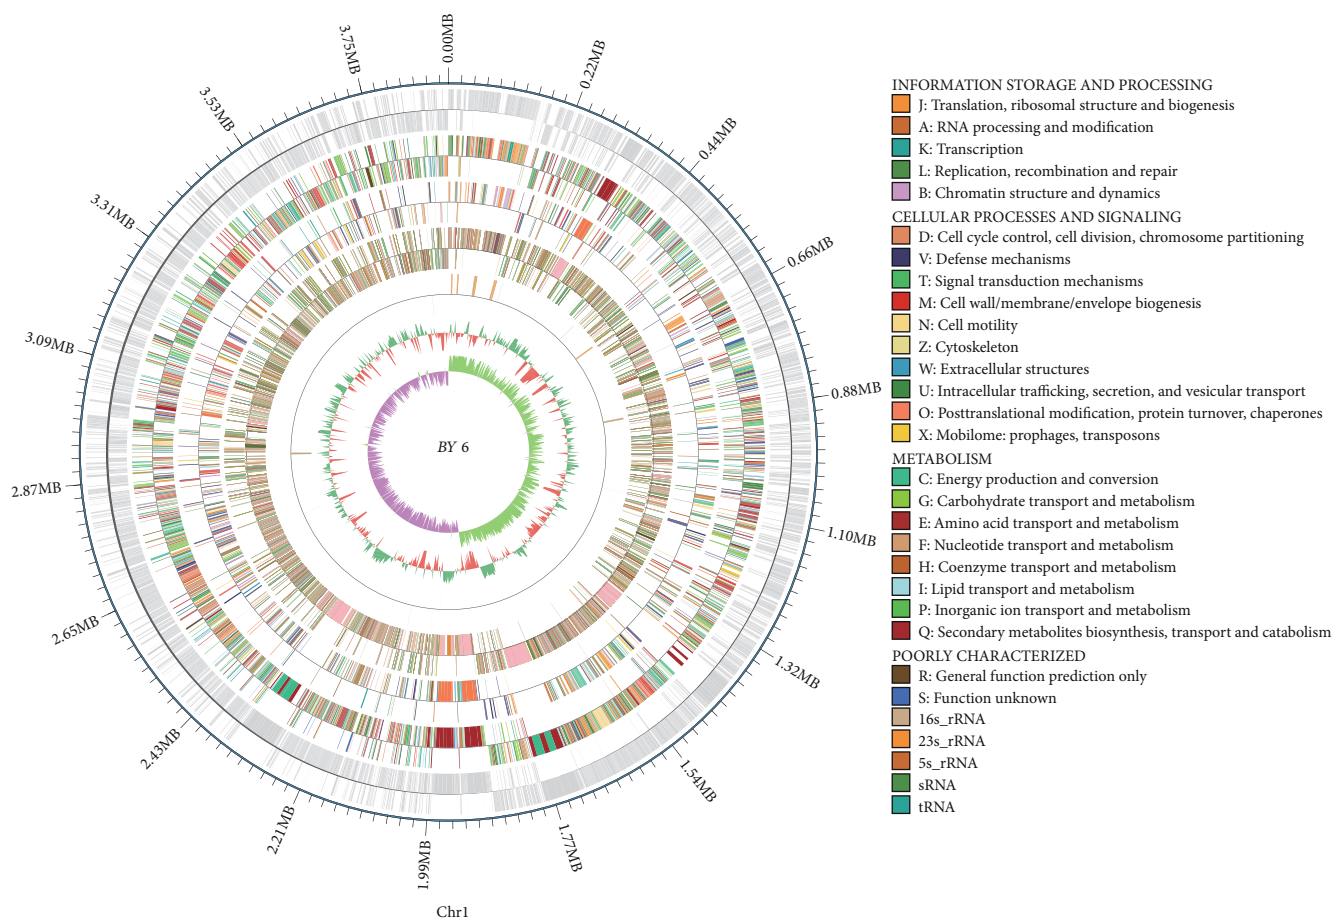 0.00MB
0.22MB
0.44MB
0.66MB
0.88MB
1.10MB
1.32MB
1.54MB
1.77MB
1.99MB
2.21MB
2.43MB
2.65MB
2.87MB
3.09MB
3.31MB
3.53MB
3.75MB
BY 6
Chr1
INFORMATION STORAGE AND PROCESSING
J: Translation, ribosomal structure and biogenesis
A: RNA processing and modification
K: Transcription
L: Replication, recombination and repair
B: Chromatin structure and dynamics
CELLULAR PROCESSES AND SIGNALING
D: Cell cycle control, cell division, chromosome partitioning
V: Defense mechanisms
T: Signal transduction mechanisms
M: Cell wall/membrane/envelope biogenesis
N: Cell motility
Z: Cytoskeleton
W: Extracellular structures
U: Intracellular trafficking, secretion, and vesicular transport
O: Posttranslational modification, protein turnover, chaperones
X: Mobilome: prophages, transposons
METABOLISM
C: Energy production and conversion
G: Carbohydrate transport and metabolism
E: Amino acid transport and metabolism
F: Nucleotide transport and metabolism
H: Coenzyme transport and metabolism
I: Lipid transport and metabolism
P: Inorganic ion transport and metabolism
Q: Secondary metabolites biosynthesis, transport and catabolism
POORLY CHARACTERIZED
R: General function prediction only
S: Function unknown
16s_rRNA
23s_rRNA
5s_rRNA
sRNA
tRNA